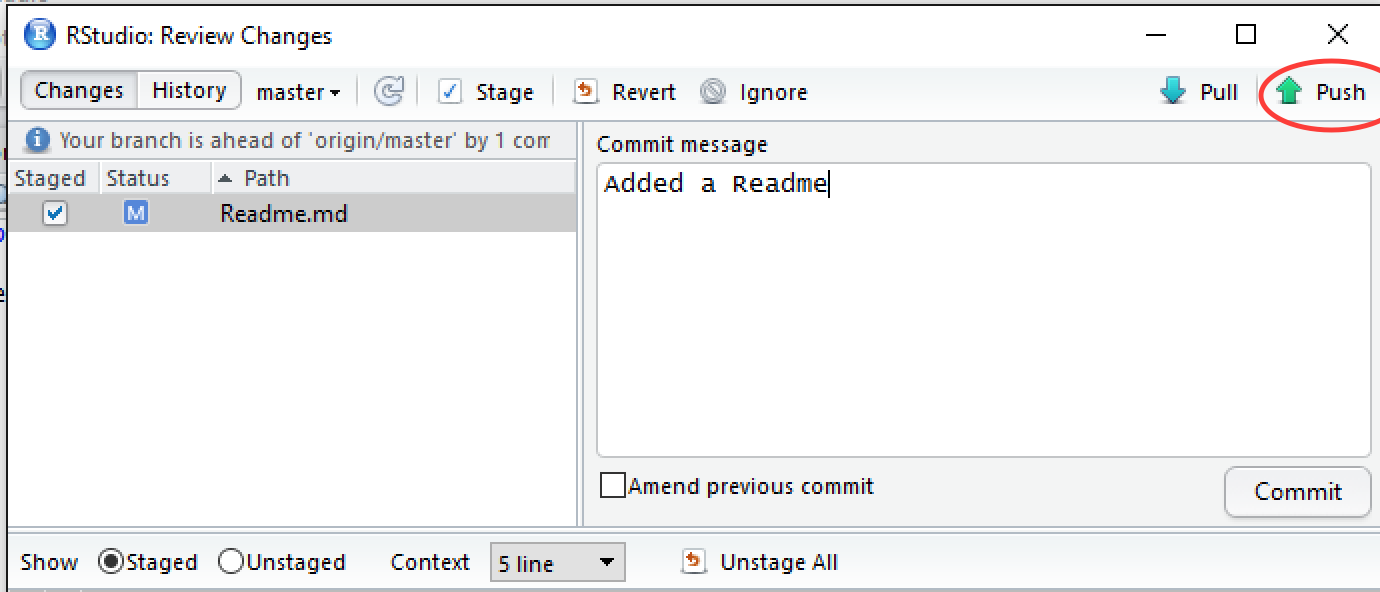 RStudio: Review Changes
Changes History master Stage Revert Ignore Pull Push
Your branch is ahead of 'origin/master' by 1 com
Commit message
Staged Status Path
Added a Readme
M Readme.md
Amend previous commit
Commit
Show Staged Unstaged Context 5 line Unstage All